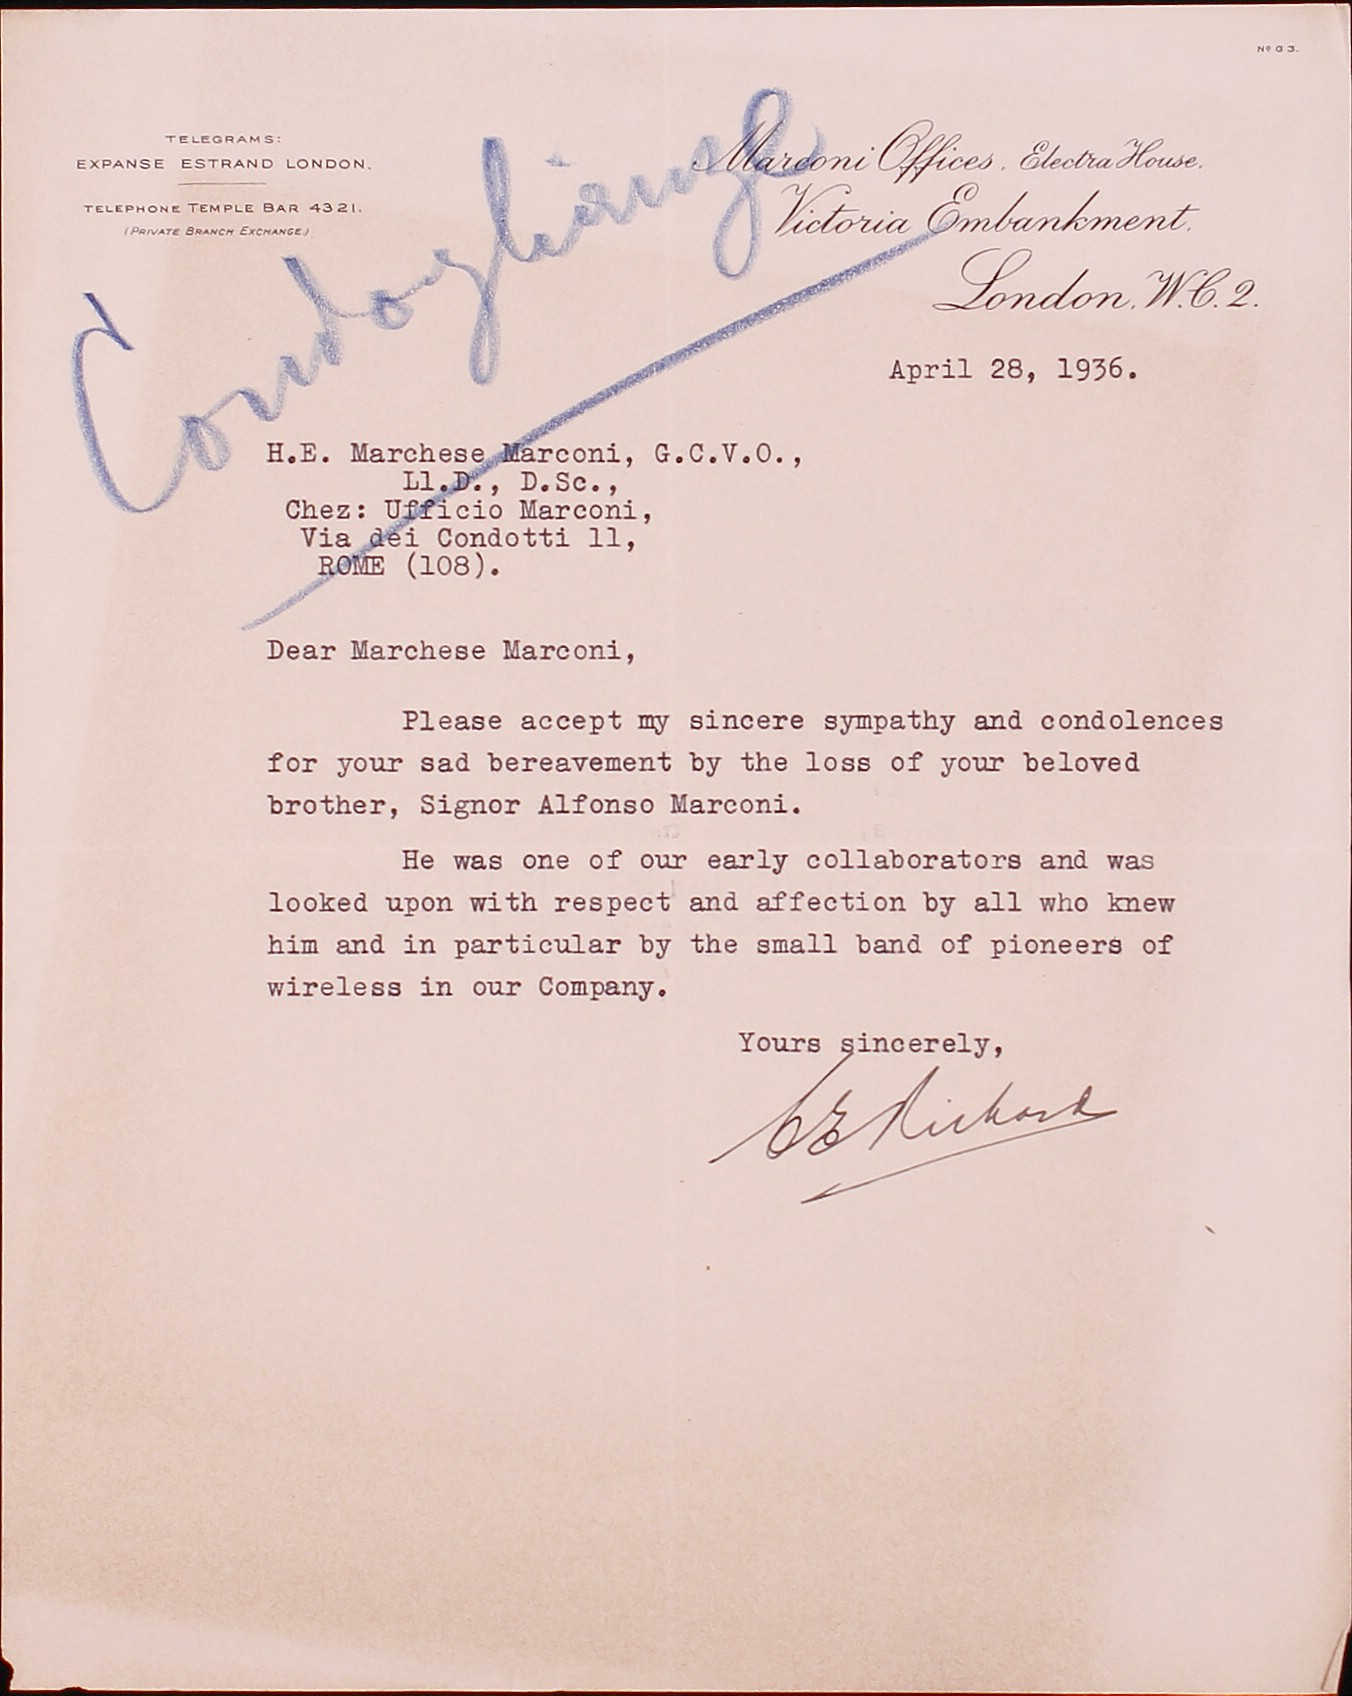 Nº G 3.
TELEGRAMS:
EXPANSE ESTRAND LONDON.
TELEPHONE TEMPLE BAR 4321.
(PRIVATE BRANCH EXCHANGE.)
Marconi Offices, Electra House,
Victoria Embankment,
London, W.C.2.
Condoglianze
April 28, 1936.
H.E. Marchese Marconi, G.C.V.O.,
Ll.D., D.Sc.,
Chez: Ufficio Marconi,
Via dei Condotti 11,
ROME (108).
Dear Marchese Marconi,
Please accept my sincere sympathy and condolences
for your sad bereavement by the loss of your beloved
brother, Signor Alfonso Marconi.
He was one of our early collaborators and was
looked upon with respect and affection by all who knew
him and in particular by the small band of pioneers of
wireless in our Company.
Yours sincerely,
CE Rickard